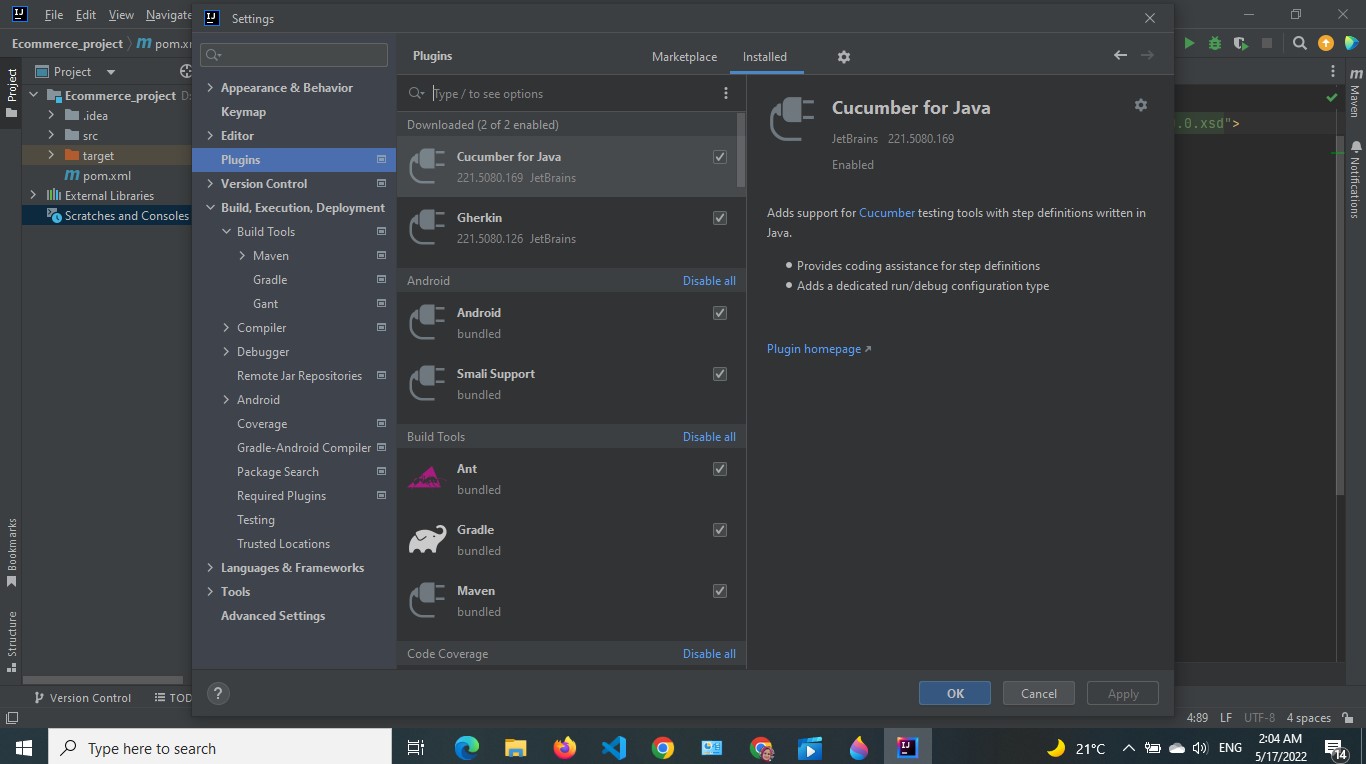 File Edit View Navigate
Settings
Ecommerce_project
pom.xm
Project
Ecommerce_project D:
.idea
src
target
pom.xml
External Libraries
Scratches and Consoles
Project
Bookmarks
Structure
Appearance & Behavior
Keymap
Editor
Plugins
Version Control
Build, Execution, Deployment
Build Tools
Maven
Gradle
Gant
Compiler
Debugger
Remote Jar Repositories
Android
Coverage
Gradle-Android Compiler
Package Search
Required Plugins
Testing
Trusted Locations
Languages & Frameworks
Tools
Advanced Settings
Plugins
Marketplace
Installed
Type / to see options
Downloaded (2 of 2 enabled)
Cucumber for Java
221.5080.169 JetBrains
Gherkin
221.5080.126 JetBrains
Android Disable all
Android
bundled
Smali Support
bundled
Build Tools Disable all
Ant
bundled
Gradle
bundled
Maven
bundled
Code Coverage Disable all
Cucumber for Java
JetBrains 221.5080.169
Enabled
Adds support for Cucumber testing tools with step definitions written in
Java.
Provides coding assistance for step definitions
Adds a dedicated run/debug configuration type
Plugin homepage
.0.xsd">
m
Maven
Notifications
?
OK
Cancel
Apply
Version Control
TOD
4:89 LF UTF-8 4 spaces
Type here to search
21°C
ENG
2:04 AM
5/17/2022
14